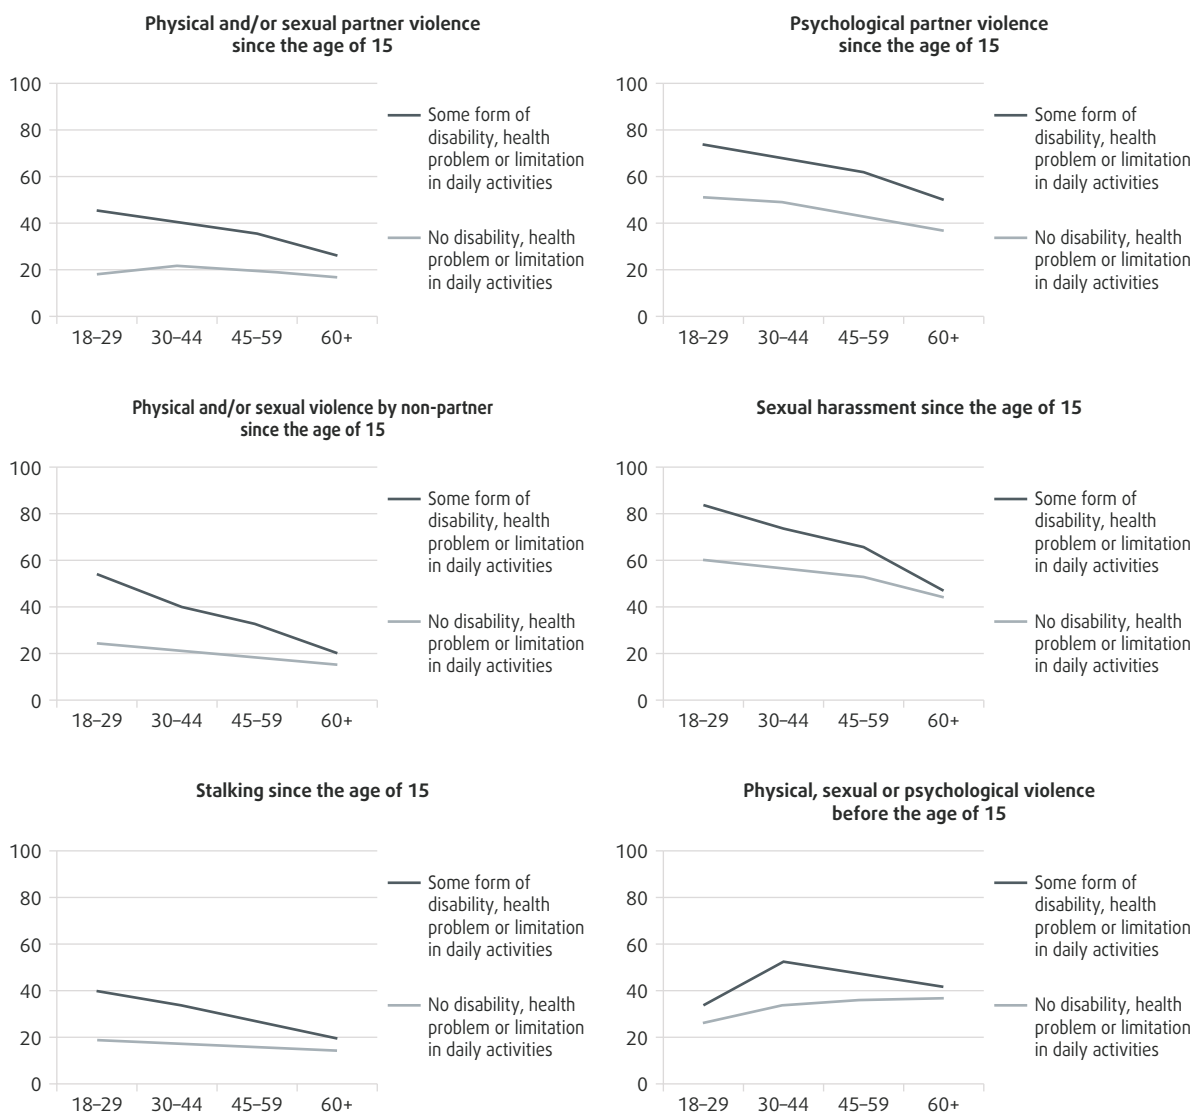 Physical and/or sexual partner violence
since the age of 15
100
80
60
40
20
0
18–29 30–44 45–59 60+
Some form of
disability, health
problem or limitation
in daily activities
No disability, health
problem or limitation
in daily activities
Psychological partner violence
since the age of 15
100
80
60
40
20
0
18–29 30–44 45–59 60+
Some form of
disability, health
problem or limitation
in daily activities
No disability, health
problem or limitation
in daily activities
Physical and/or sexual violence by non-partner
since the age of 15
100
80
60
40
20
0
18–29 30–44 45–59 60+
Some form of
disability, health
problem or limitation
in daily activities
No disability, health
problem or limitation
in daily activities
Sexual harassment since the age of 15
100
80
60
40
20
0
18–29 30–44 45–59 60+
Some form of
disability, health
problem or limitation
in daily activities
No disability, health
problem or limitation
in daily activities
Stalking since the age of 15
100
80
60
40
20
0
18–29 30–44 45–59 60+
Some form of
disability, health
problem or limitation
in daily activities
No disability, health
problem or limitation
in daily activities
Physical, sexual or psychological violence
before the age of 15
100
80
60
40
20
0
18–29 30–44 45–59 60+
Some form of
disability, health
problem or limitation
in daily activities
No disability, health
problem or limitation
in daily activities